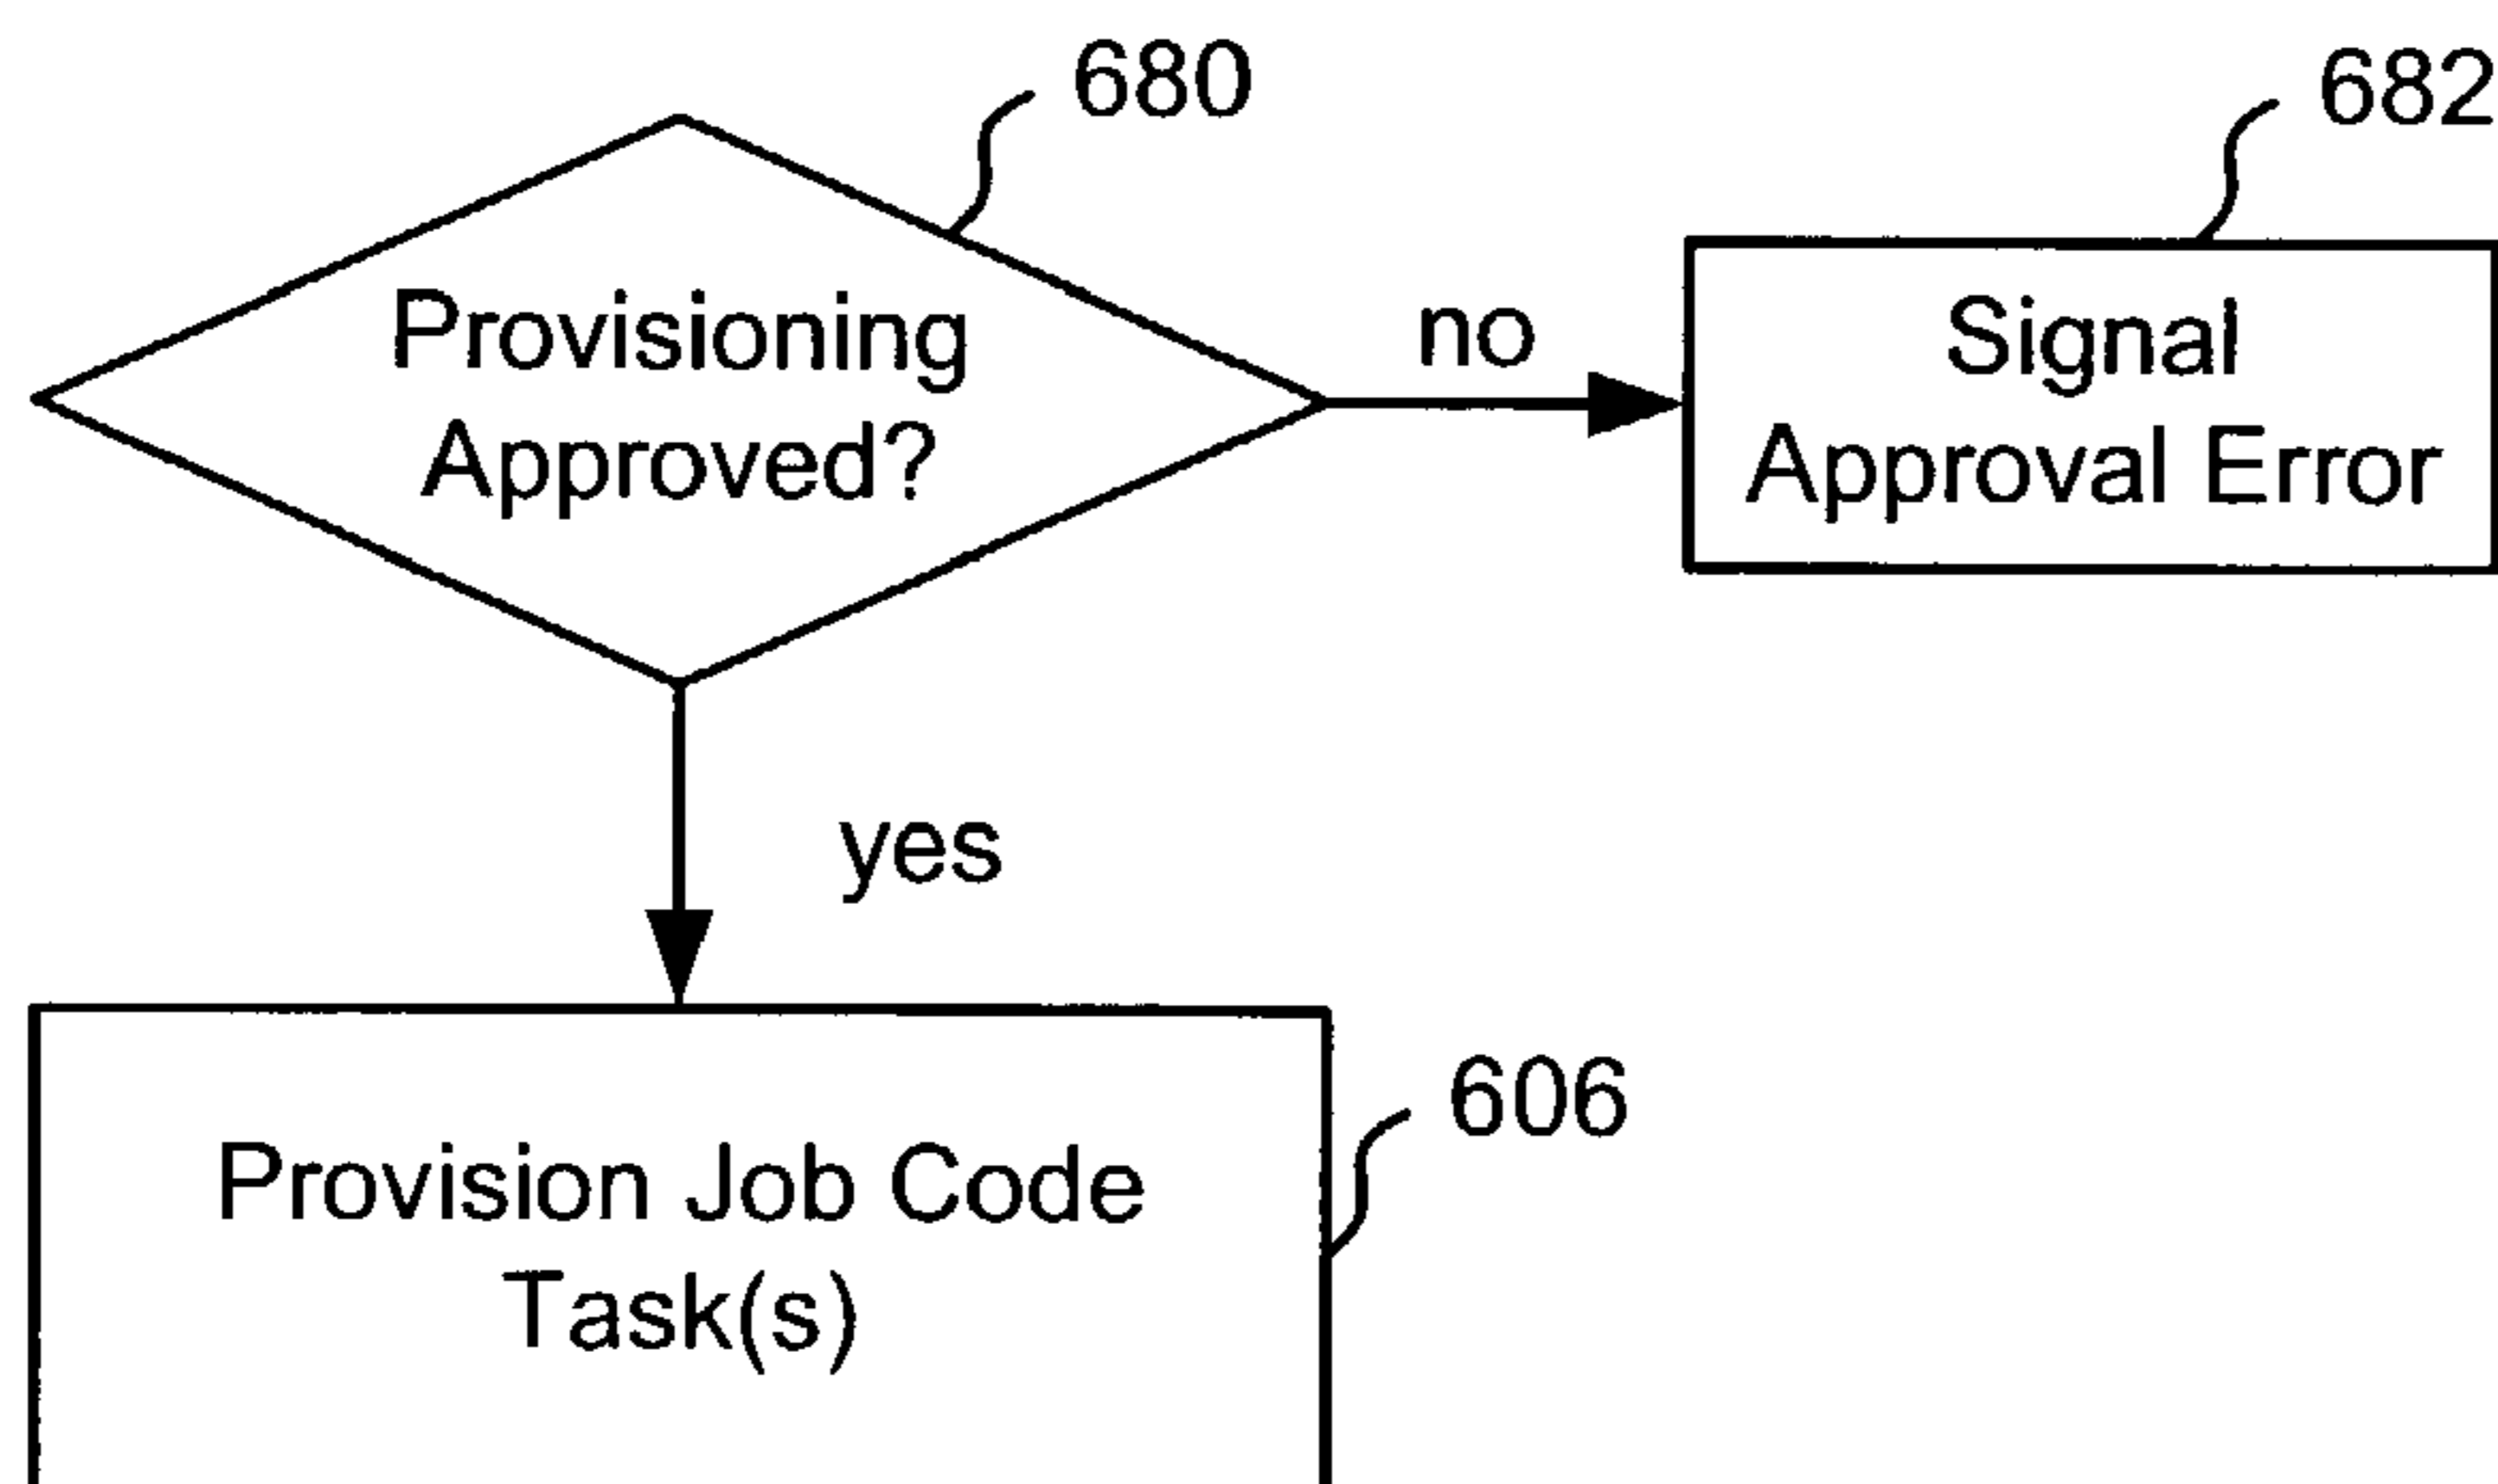 680
682
Provisioning
Approved?
no
Signal
Approval Error
yes
606
Provision Job Code
Task(s)